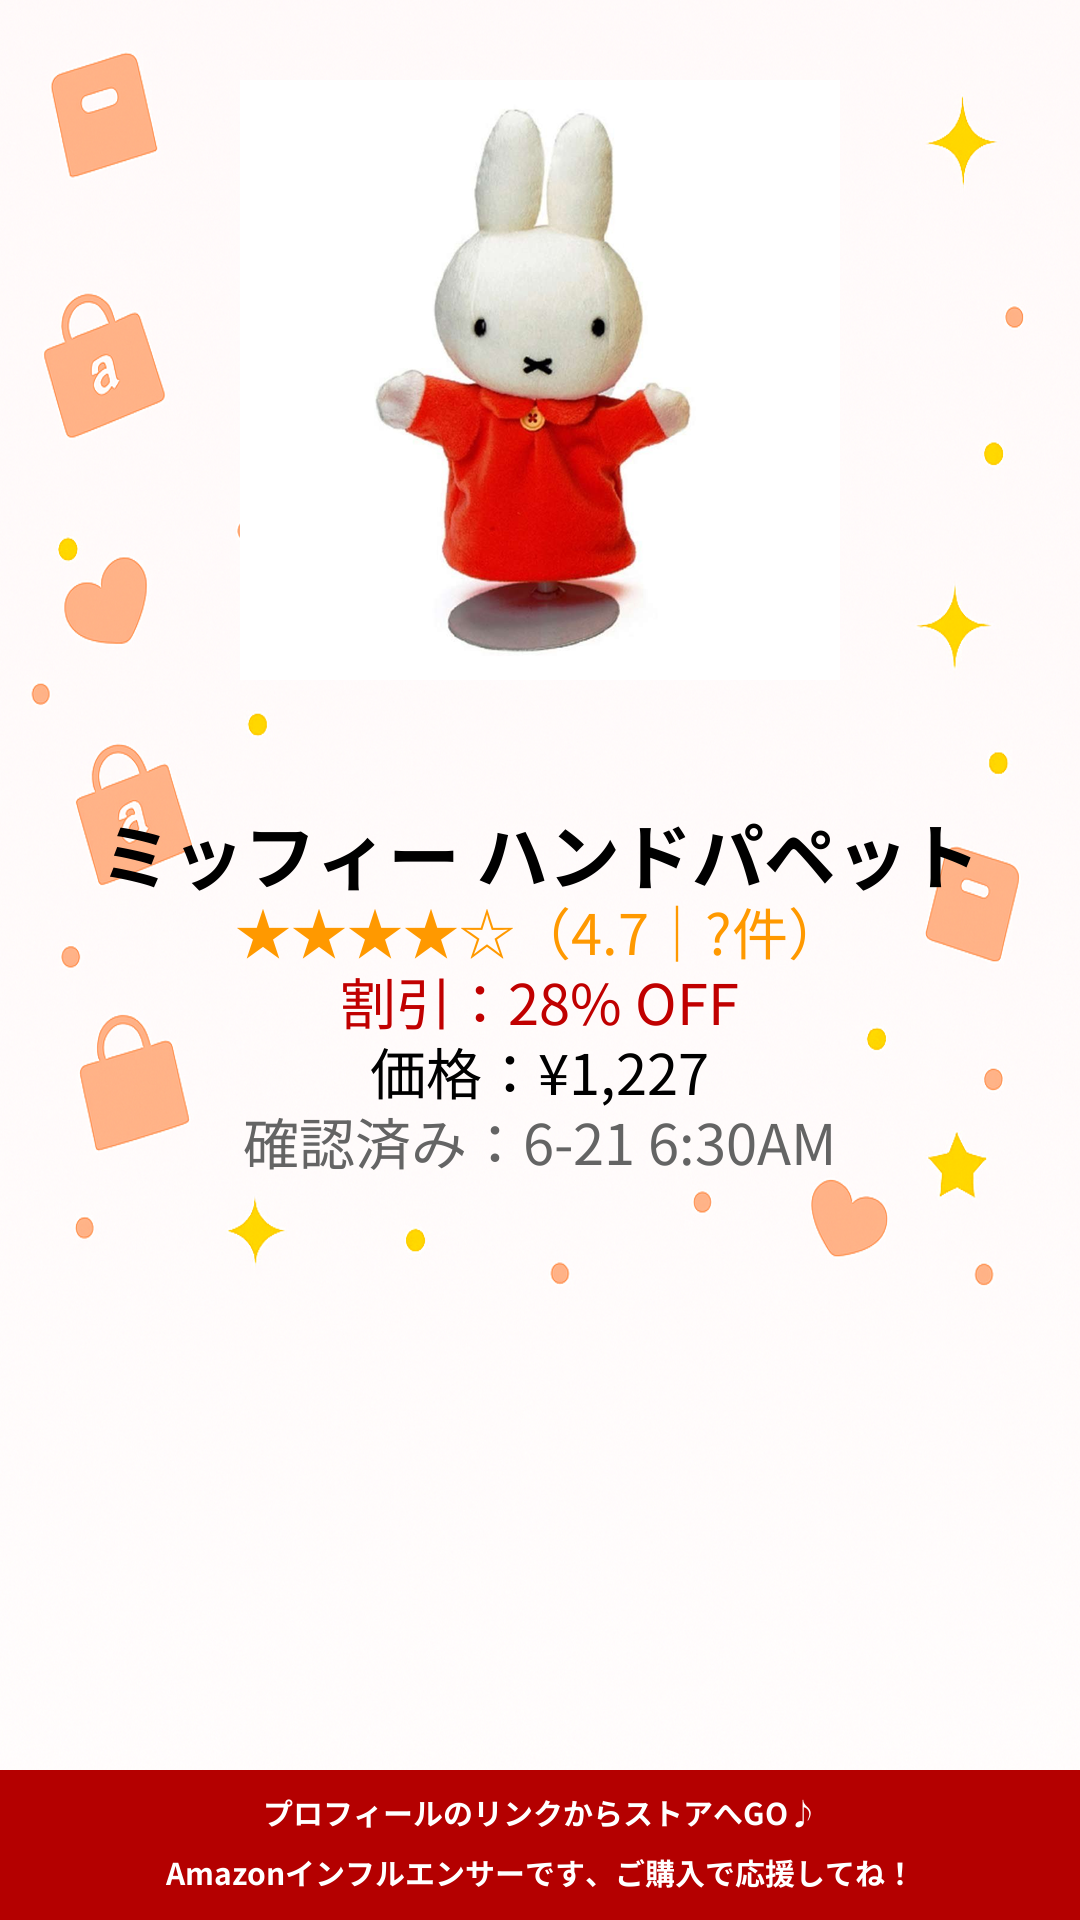 a
a
ミッフィー ハンドパペット
★★★★☆（4.7｜?件）
割引：28% OFF
価格：¥1,227
確認済み：6-21 6:30AM
プロフィールのリンクからストアへGO♪
Amazonインフルエンサーです、ご購入で応援してね！